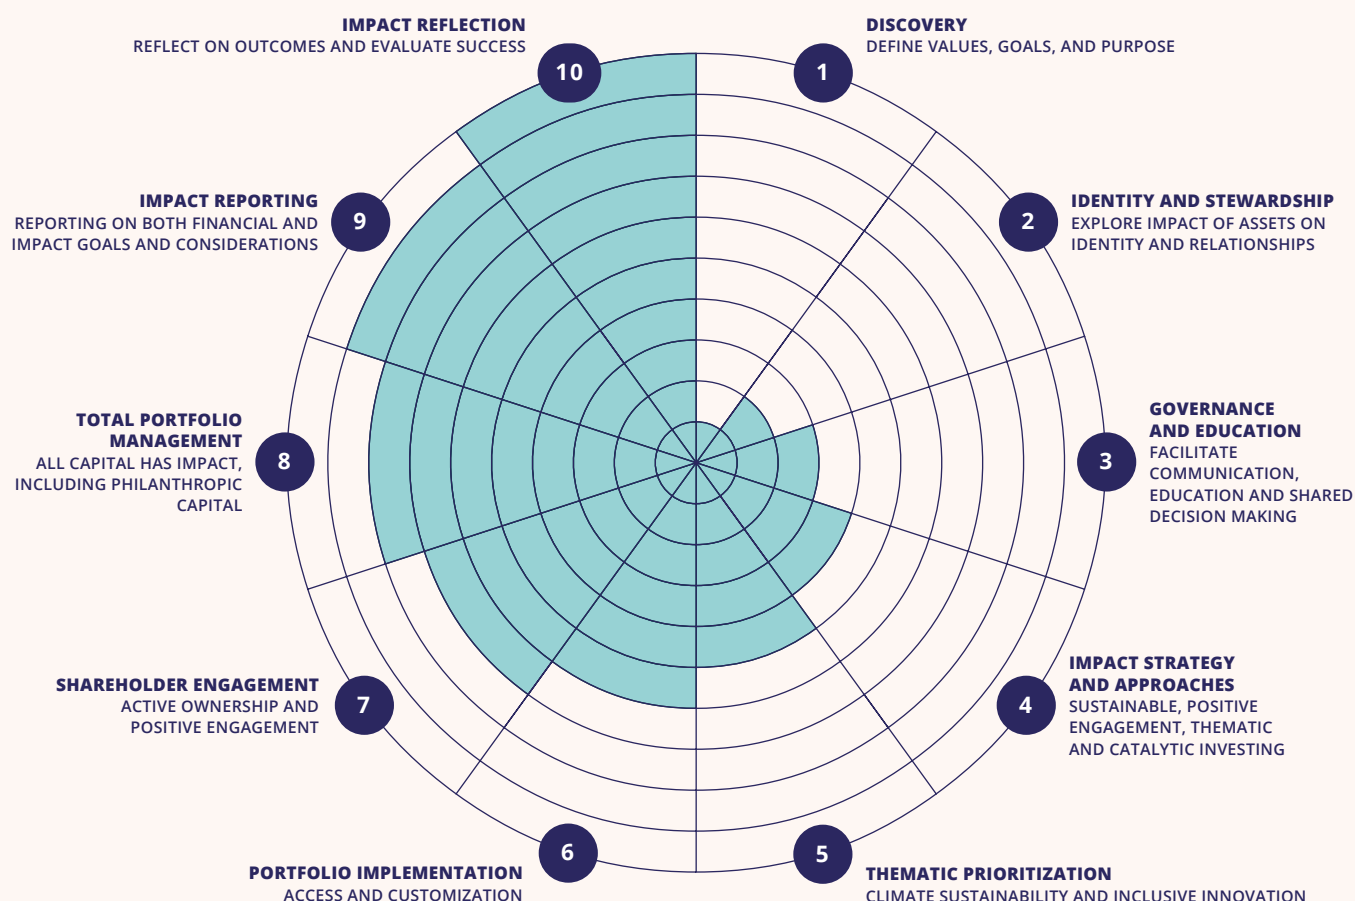 DISCOVERY
DEFINE VALUES, GOALS, AND PURPOSE
1
IDENTITY AND STEWARDSHIP
EXPLORE IMPACT OF ASSETS ON
IDENTITY AND RELATIONSHIPS
2
GOVERNANCE
AND EDUCATION
FACILITATE
COMMUNICATION,
EDUCATION AND SHARED
DECISION MAKING
3
IMPACT STRATEGY
AND APPROACHES
SUSTAINABLE, POSITIVE
ENGAGEMENT, THEMATIC
AND CATALYTIC INVESTING
4
THEMATIC PRIORITIZATION
CLIMATE SUSTAINABILITY AND INCLUSIVE INNOVATION
5
PORTFOLIO IMPLEMENTATION
ACCESS AND CUSTOMIZATION
6
SHAREHOLDER ENGAGEMENT
ACTIVE OWNERSHIP AND
POSITIVE ENGAGEMENT
7
TOTAL PORTFOLIO
MANAGEMENT
ALL CAPITAL HAS IMPACT,
INCLUDING PHILANTHROPIC
CAPITAL
8
IMPACT REPORTING
REPORTING ON BOTH FINANCIAL AND
IMPACT GOALS AND CONSIDERATIONS
9
IMPACT REFLECTION
REFLECT ON OUTCOMES AND EVALUATE SUCCESS
10